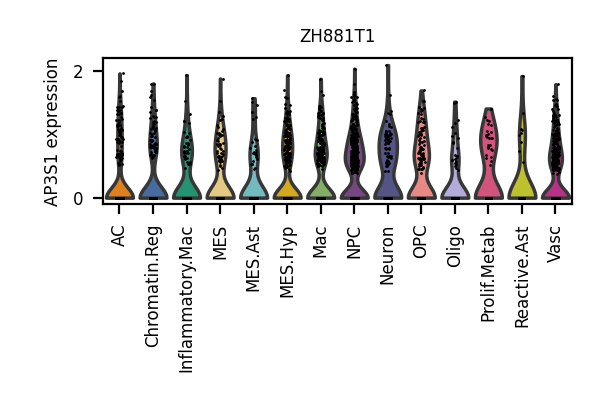 ZH881T1
AP3S1 expression
2
0
AC
Chromatin.Reg
Inflammatory.Mac
MES
MES.Ast
MES.Hyp
Mac
NPC
Neuron
OPC
Oligo
Prolif.Metab
Reactive.Ast
Vasc